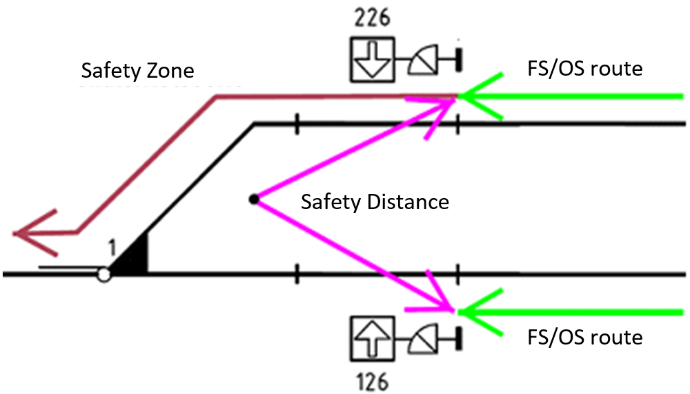 226
Safety Zone
FS/OS route
Safety Distance
1
FS/OS route
126